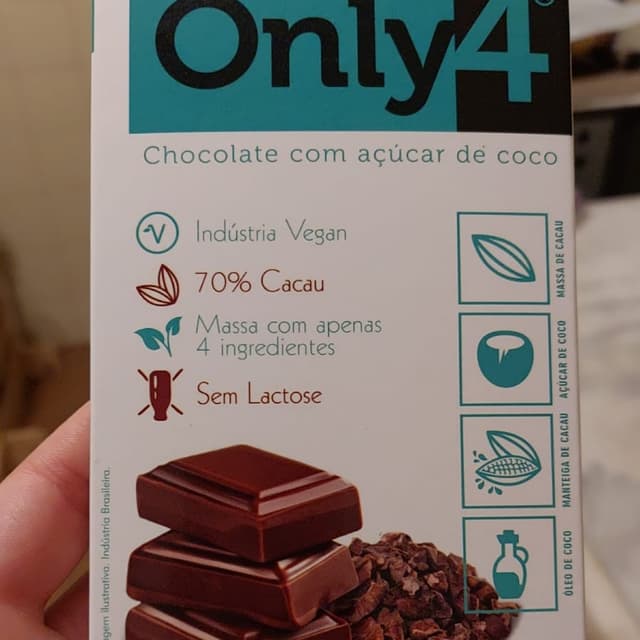 Only4
Chocolate com açúcar de coco
Indústria Vegan
70% Cacau
Massa com apenas
4 ingredientes
Sem Lactose
MASSA DE CACAU
AÇÚCAR DE COCO
MANTEIGA DE CACAU
ÓLEO DE COCO
ilustrativo. Indústria Brasileira.